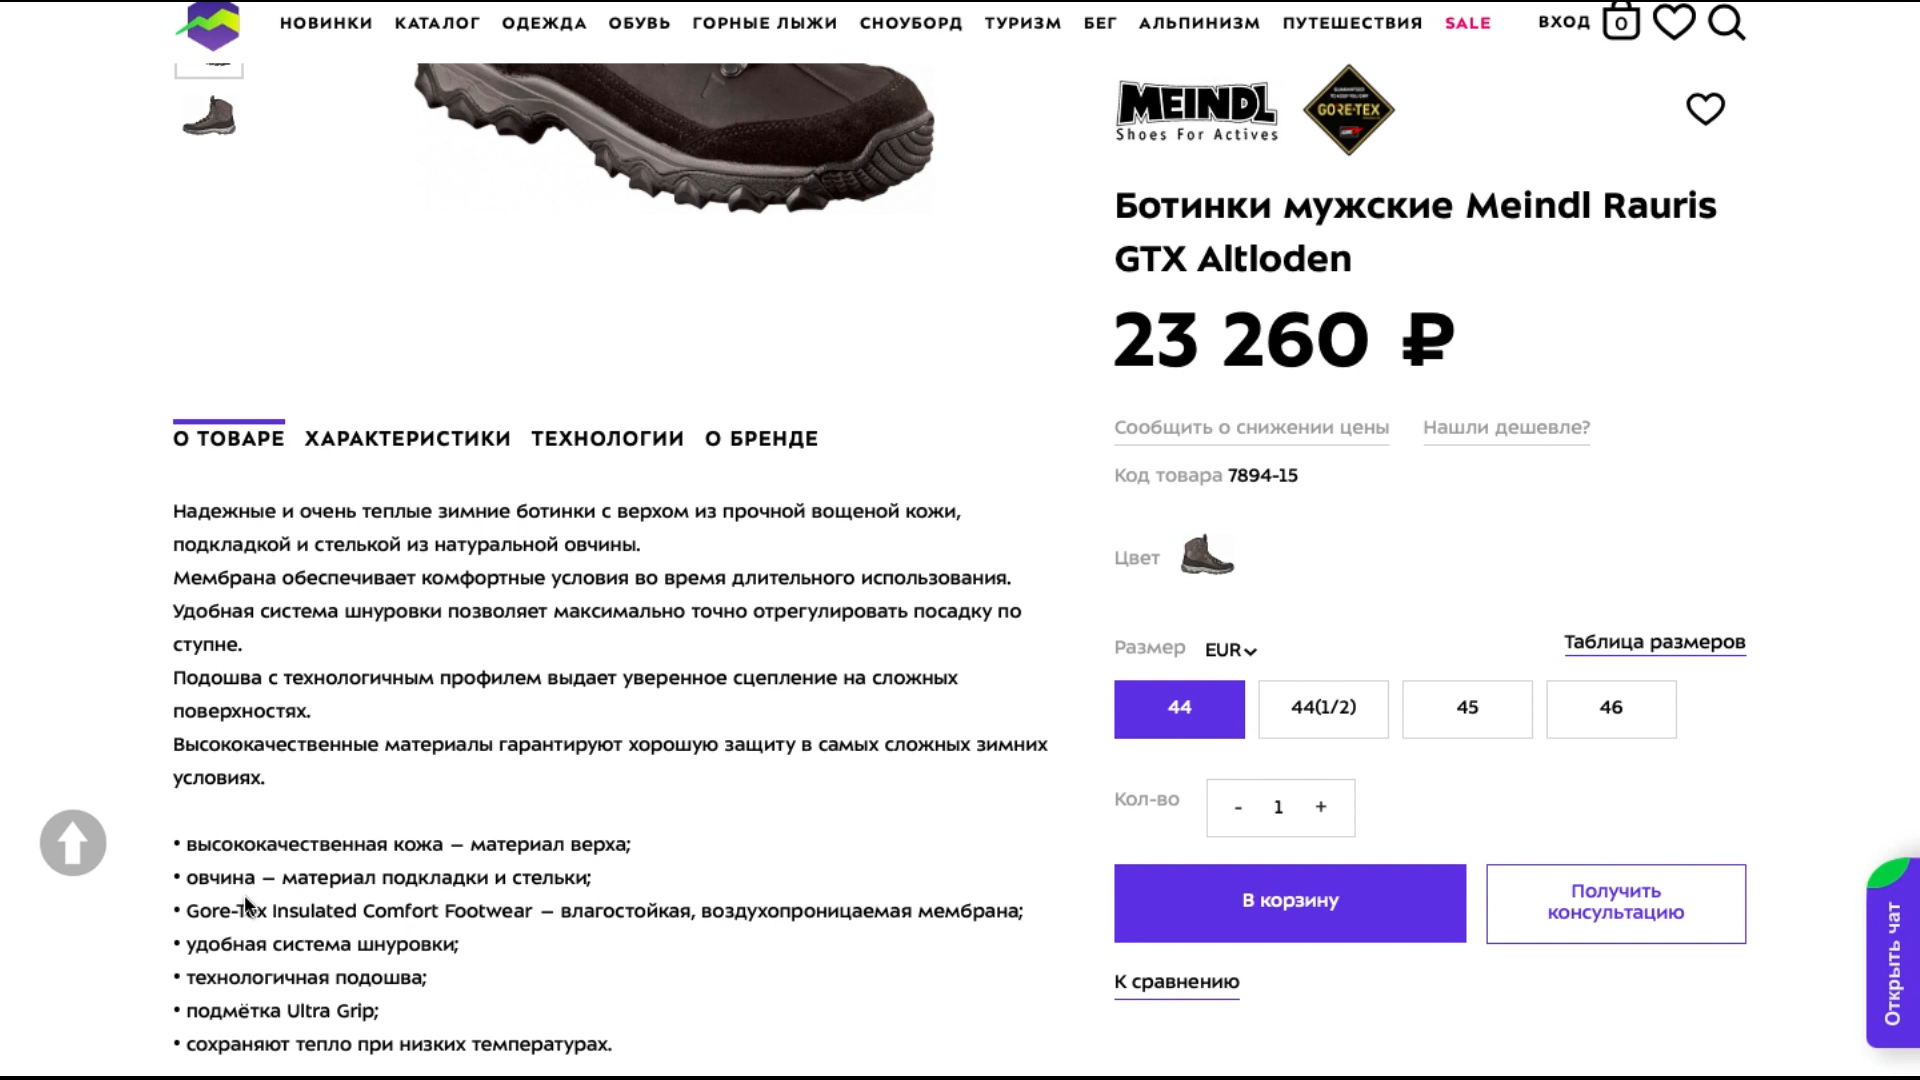 НОВИНКИ КАТАЛОГ ОДЕЖДА ОБУВЬ ГОРНЫЕ ЛЫЖИ СНОУБОРД ТУРИЗМ БЕГ АЛЬПИНИЗМ ПУТЕШЕСТВИЯ SALE ВХОД 0
MEINDL
Shoes For Actives
GORE-TEX
Ботинки мужские Meindl Rauris
GTX Altloden
23 260 ₽
Сообщить о снижении цены Нашли дешевле?
Код товара 7894-15
Цвет
Размер EUR Таблица размеров
44 44(1/2) 45 46
Кол-во - 1 +
В корзину
Получить
консультацию
К сравнению
О ТОВАРЕ ХАРАКТЕРИСТИКИ ТЕХНОЛОГИИ О БРЕНДЕ
Надежные и очень теплые зимние ботинки с верхом из прочной вощеной кожи,
подкладкой и стелькой из натуральной овчины.
Мембрана обеспечивает комфортные условия во время длительного использования.
Удобная система шнуровки позволяет максимально точно отрегулировать посадку по
ступне.
Подошва с технологичным профилем выдает уверенное сцепление на сложных
поверхностях.
Высококачественные материалы гарантируют хорошую защиту в самых сложных зимних
условиях.
• высококачественная кожа – материал верха;
• овчина – материал подкладки и стельки;
• Gore-Tex Insulated Comfort Footwear – влагостойкая, воздухопроницаемая мембрана;
• удобная система шнуровки;
• технологичная подошва;
• подмётка Ultra Grip;
• сохраняют тепло при низких температурах.
Открыть чат